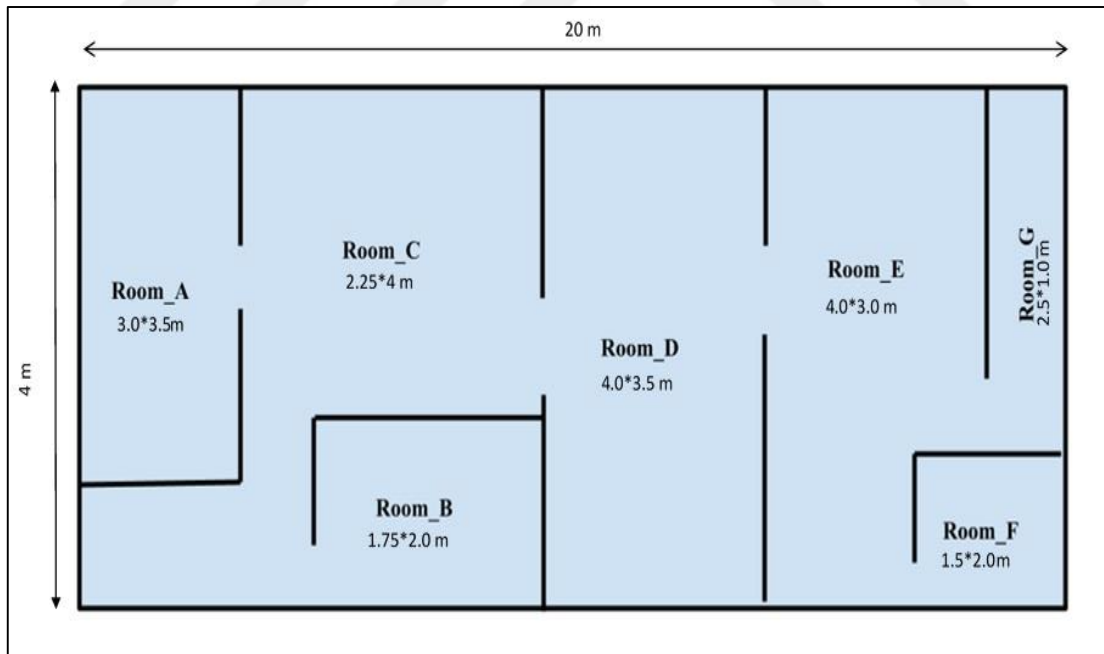 20 m
4 m
Room_A
3.0*3.5m
Room_C
2.25*4 m
Room_B
1.75*2.0 m
Room_D
4.0*3.5 m
Room_E
4.0*3.0 m
Room_G
2.5*1.0 m
Room_F
1.5*2.0m